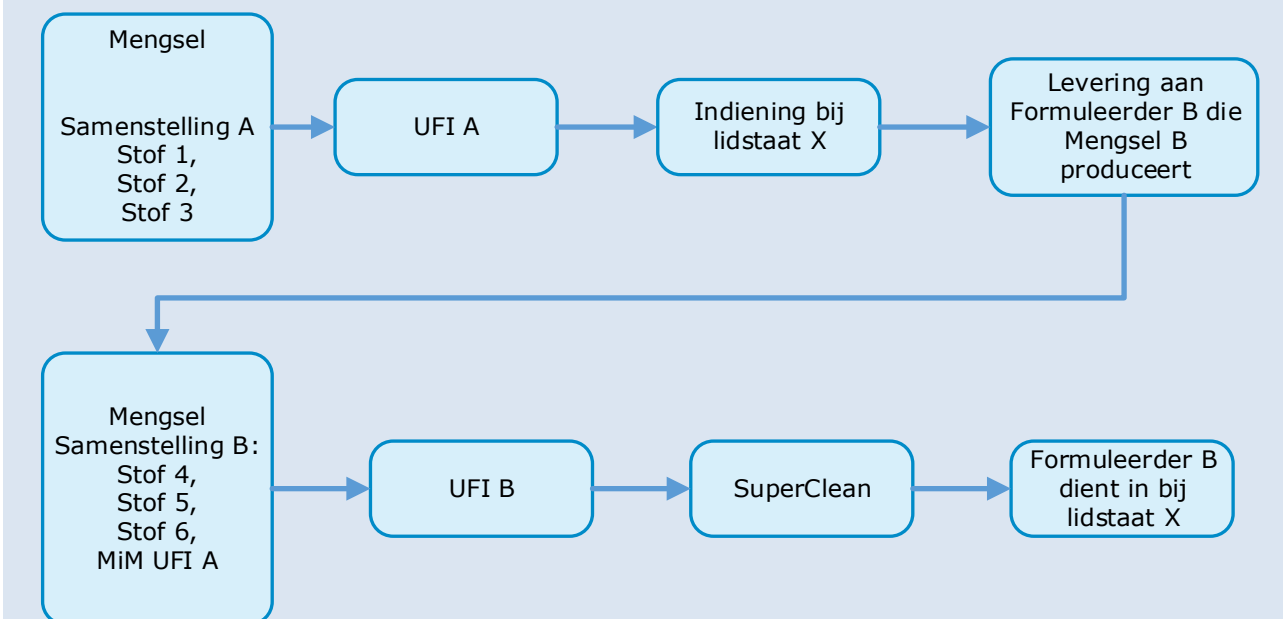 Mengsel
Samenstelling A
Stof 1,
Stof 2,
Stof 3
UFI A
Indiening bij
lidstaat X
Levering aan
Formuleerder B die
Mengsel B
produceert
Mengsel
Samenstelling B:
Stof 4,
Stof 5,
Stof 6,
MiM UFI A
UFI B
SuperClean
Formuleerder B
dient in bij
lidstaat X